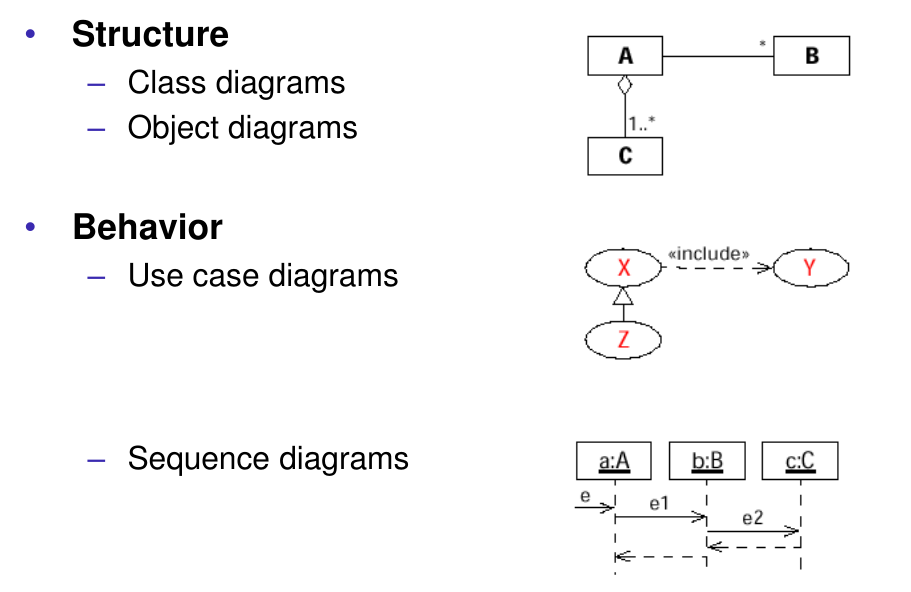 • Structure
– Class diagrams
– Object diagrams
A
*
B
1..*
C
• Behavior
– Use case diagrams
X
«include»
Y
Z
– Sequence diagrams
a:A
b:B
c:C
e
e1
e2